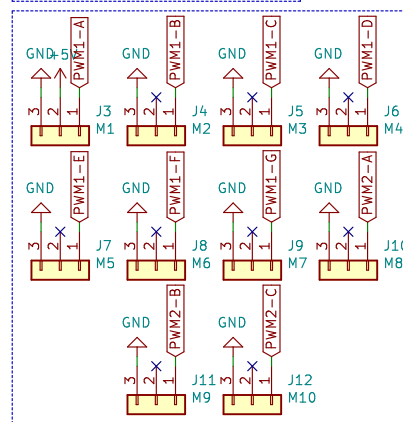 PWM1-A PWM1-B PWM1-C PWM1-D
GND +5V GND GND GND
3 2 1 J3 3 2 1 J4 3 2 1 J5 3 2 1 J6
M1 M2 M3 M4
PWM1-E PWM1-F PWM1-G PWM2-A
GND GND GND GND
3 2 1 J7 3 2 1 J8 3 2 1 J9 3 2 1 J10
M5 M6 M7 M8
PWM2-B PWM2-C
GND GND
3 2 1 J11 3 2 1 J12
M9 M10